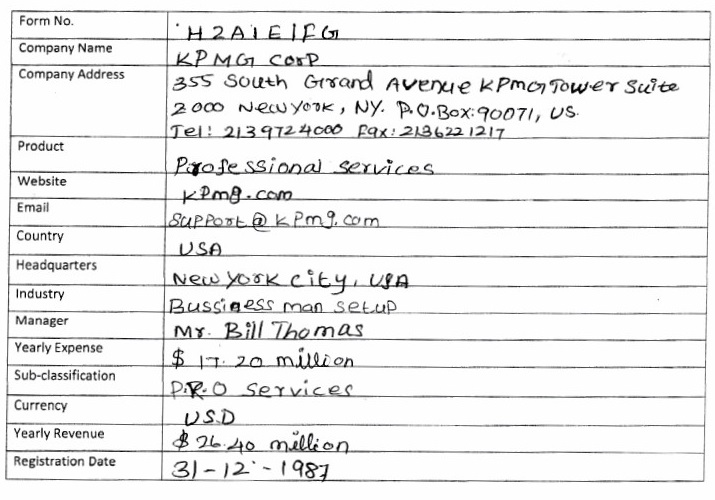 Form No. H2A1E1FG
Company Name KPMG Corp
Company Address 355 South Grand Avenue KPMG Tower Suite
2000 New York, NY. P.O.Box:90071, US.
Tel: 2139724000 Fax: 2136221217
Product Professional services
Website kpmg.com
Email support@kpmg.com
Country USA
Headquarters New York City, USA
Industry Bussiness man setup
Manager Mr. Bill Thomas
Yearly Expense $ 17.20 million
Sub-classification P.R.O Services
Currency USD
Yearly Revenue $ 26.40 million
Registration Date 31-12-1987